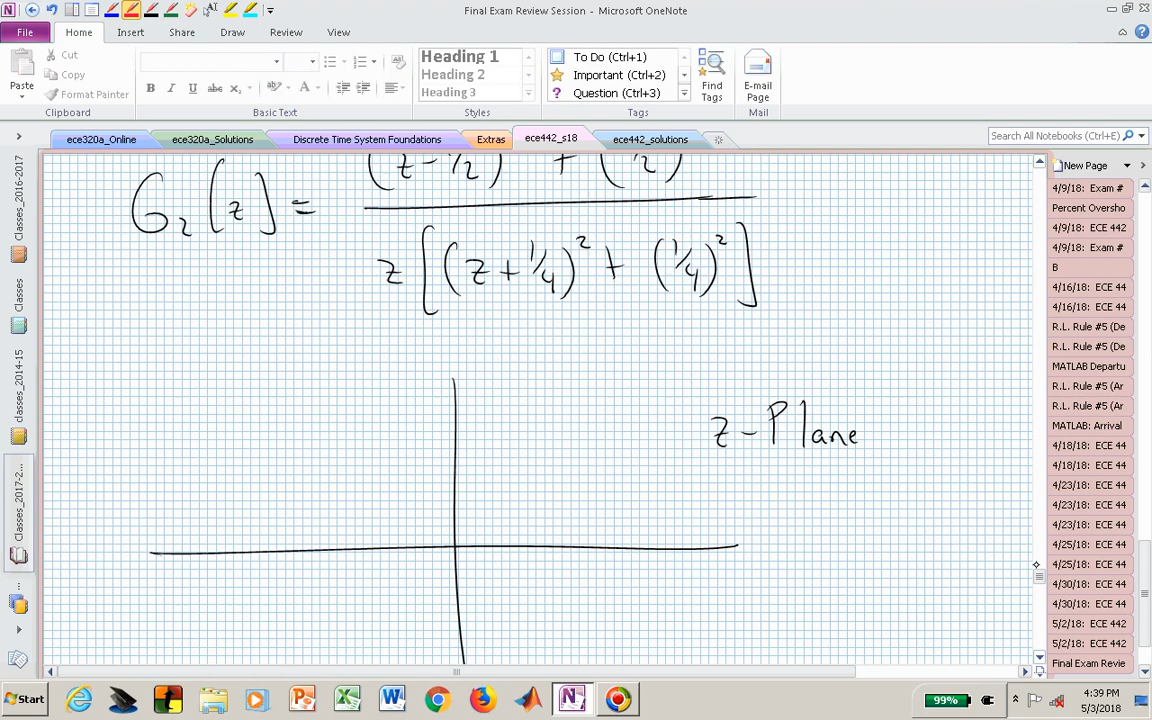 Final Exam Review Session - Microsoft OneNote
File Home Insert Share Draw Review View
Cut
Copy
Format Painter
Paste
Clipboard
B I U abc x₂
Basic Text
Heading 1
Heading 2
Heading 3
Styles
To Do (Ctrl+1)
Important (Ctrl+2)
Question (Ctrl+3)
Tags
Find Tags
E-mail Page
Mail
ece320a_Online ece320a_Solutions Discrete Time System Foundations Extras ece442_s18 ece442_solutions
Search All Notebooks (Ctrl+E)
Classes_2016-2017
Classes
classes_2014-15
Classes_2017-2...
(z - 1/2) + (1/2)
G₂[z] =
z[(z + 1/4)² + (1/4)²]
z-Plane
New Page
4/9/18: Exam #
Percent Oversho
4/9/18: ECE 442
4/9/18: Exam #
B
4/16/18: ECE 44
4/16/18: ECE 44
R.L. Rule #5 (De
R.L. Rule #5 (De
MATLAB Departu
R.L. Rule #5 (Ar
R.L. Rule #5 (Ar
MATLAB: Arrival
4/18/18: ECE 44
4/18/18: ECE 44
4/23/18: ECE 44
4/23/18: ECE 44
4/23/18: ECE 44
4/25/18: ECE 44
4/25/18: ECE 44
4/30/18: ECE 44
4/30/18: ECE 44
5/2/18: ECE 442
5/2/18: ECE 442
Final Exam Revie
Start
99%
4:39 PM
5/3/2018